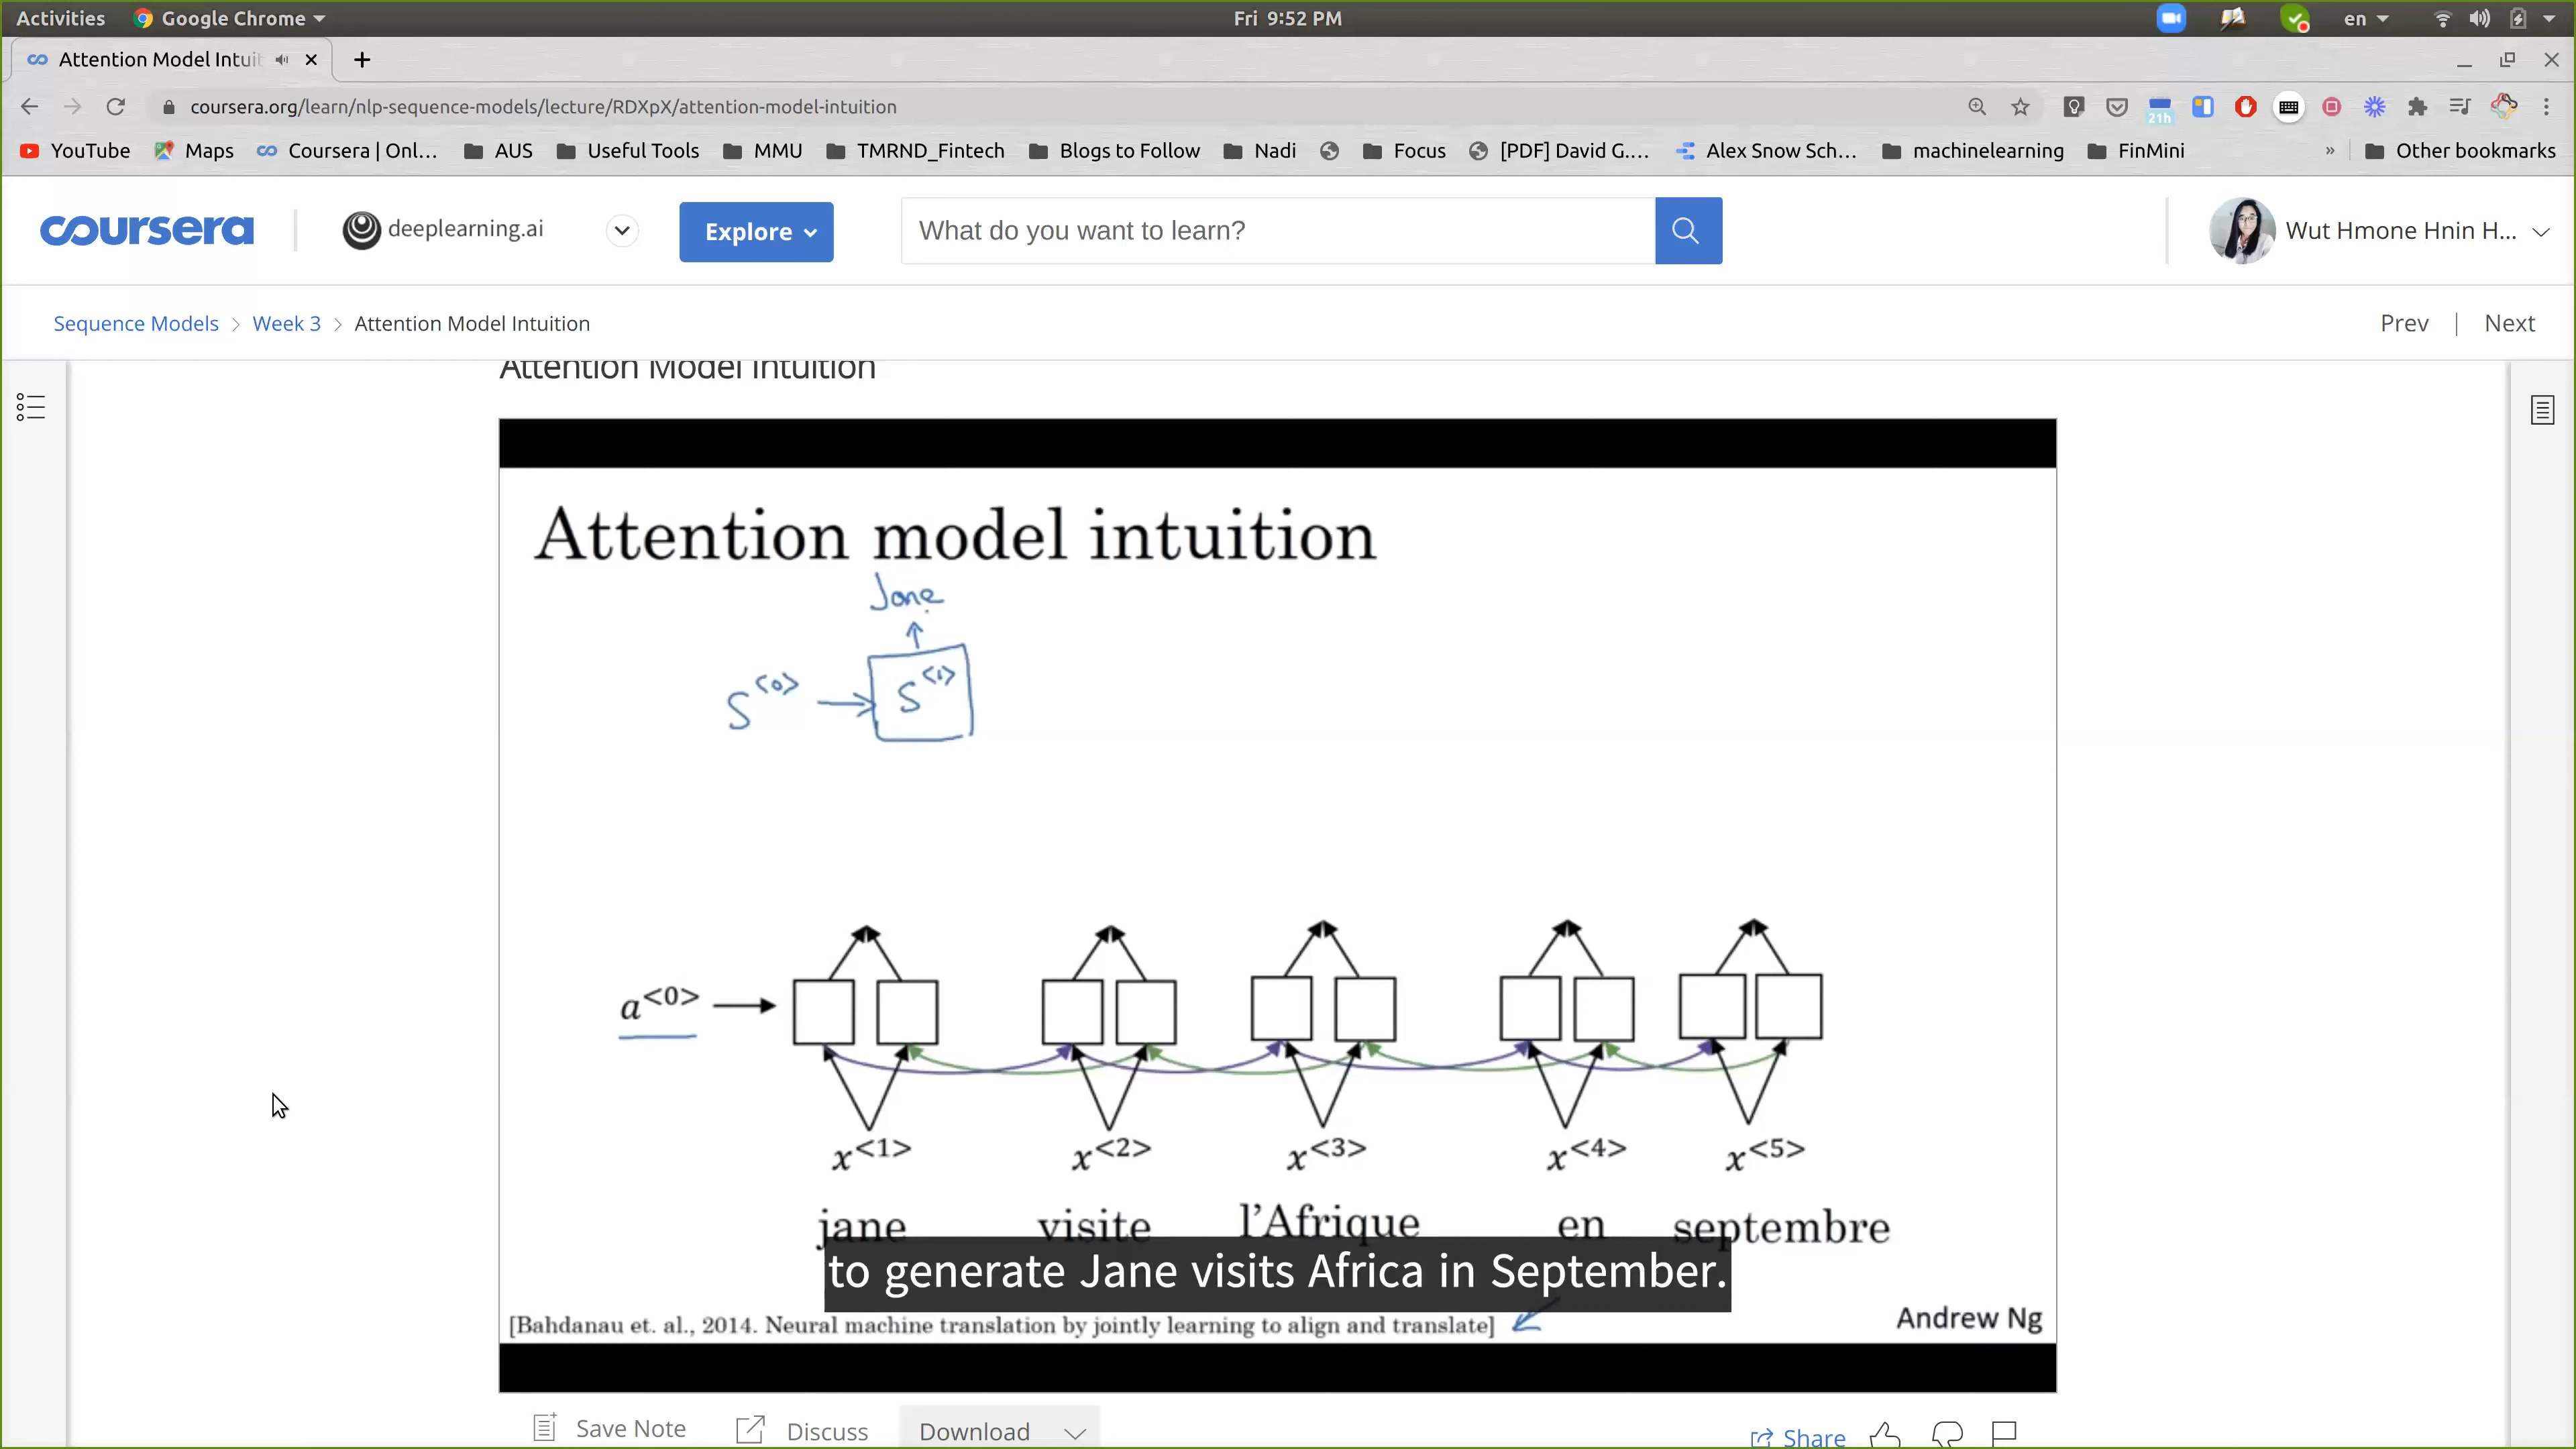 Activities Google Chrome Fri 9:52 PM en
Attention Model Intuit
coursera.org/learn/nlp-sequence-models/lecture/RDXpX/attention-model-intuition
21h
YouTube Maps Coursera | Onl... AUS Useful Tools MMU TMRND_Fintech Blogs to Follow Nadi Focus [PDF] David G.... Alex Snow Sch... machinelearning FinMini » Other bookmarks
coursera deeplearning.ai Explore What do you want to learn? Wut Hmone Hnin H...
Sequence Models > Week 3 > Attention Model Intuition Prev | Next
Attention Model Intuition
Attention model intuition
Jane
S<0> S<1>
a<0>
x<1> x<2> x<3> x<4> x<5>
jane visite l'Afrique en septembre
to generate Jane visits Africa in September.
[Bahdanau et. al., 2014. Neural machine translation by jointly learning to align and translate] Andrew Ng
Save Note Discuss Download Share